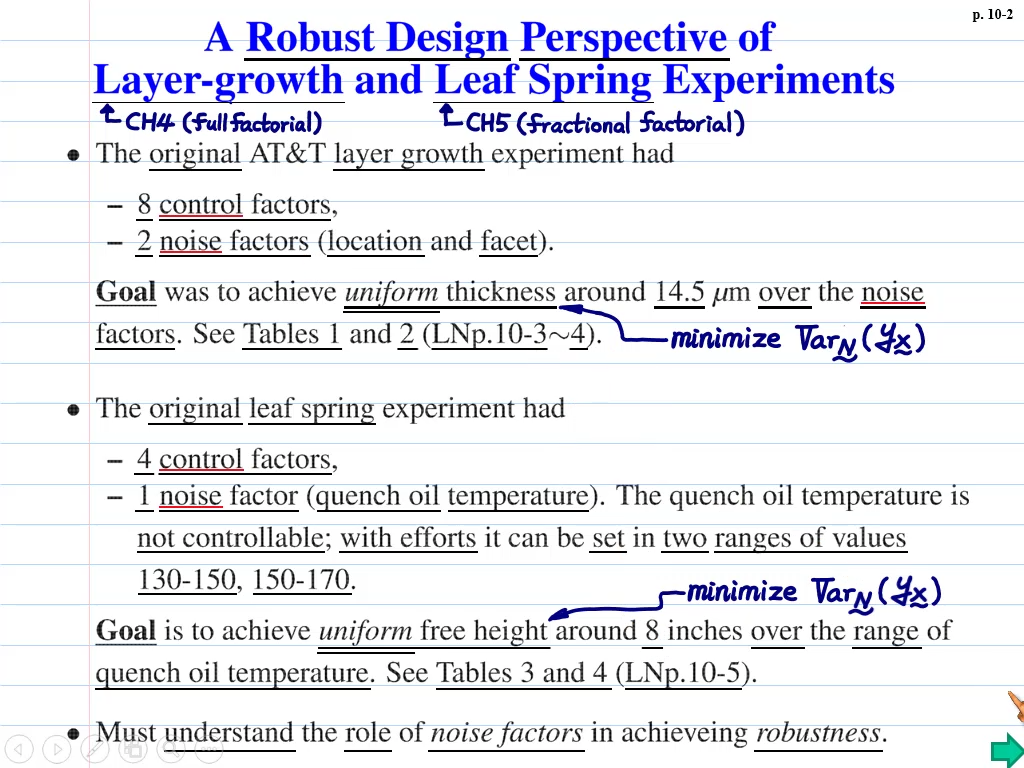 p. 10-2
A Robust Design Perspective of
Layer-growth and Leaf Spring Experiments
CH4 (full factorial) CH5 (fractional factorial)
• The original AT&T layer growth experiment had
– 8 control factors,
– 2 noise factors (location and facet).
Goal was to achieve uniform thickness around 14.5 μm over the noise
factors. See Tables 1 and 2 (LNp.10-3~4).
minimize Var_N(y_x)
• The original leaf spring experiment had
– 4 control factors,
– 1 noise factor (quench oil temperature). The quench oil temperature is
not controllable; with efforts it can be set in two ranges of values
130-150, 150-170.
minimize Var_N(y_x)
Goal is to achieve uniform free height around 8 inches over the range of
quench oil temperature. See Tables 3 and 4 (LNp.10-5).
• Must understand the role of noise factors in achieveing robustness.